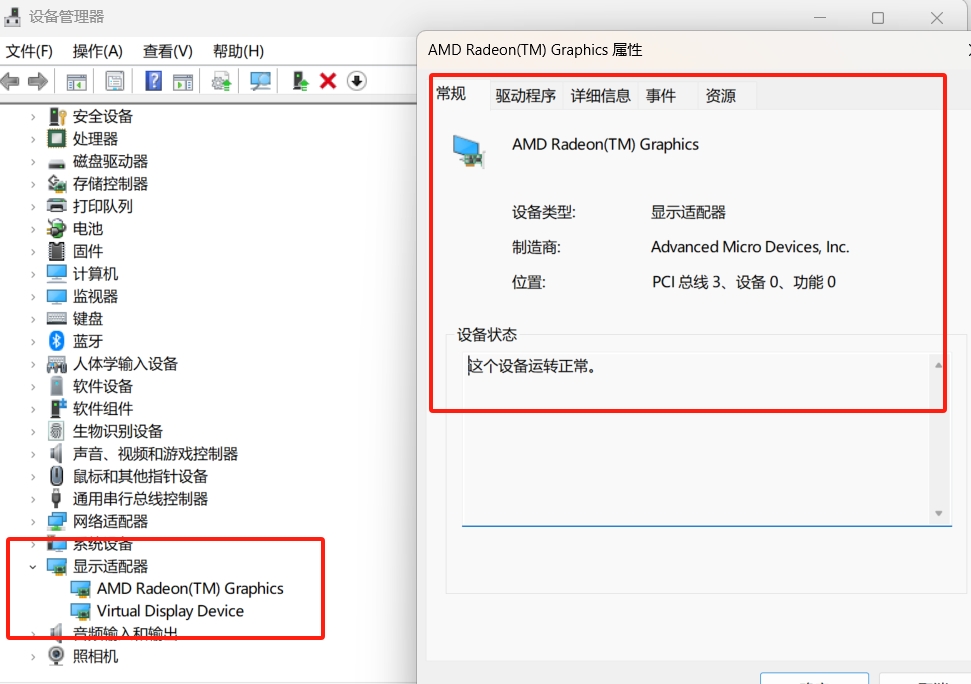 设备管理器
文件(F) 操作(A) 查看(V) 帮助(H)
安全设备
处理器
磁盘驱动器
存储控制器
打印队列
电池
固件
计算机
监视器
键盘
蓝牙
人体学输入设备
软件设备
软件组件
生物识别设备
声音、视频和游戏控制器
鼠标和其他指针设备
通用串行总线控制器
网络适配器
系统设备
显示适配器
AMD Radeon(TM) Graphics
Virtual Display Device
音频输入和输出
照相机
AMD Radeon(TM) Graphics 属性
常规 驱动程序 详细信息 事件 资源
AMD Radeon(TM) Graphics
设备类型: 显示适配器
制造商: Advanced Micro Devices, Inc.
位置: PCI 总线 3、设备 0、功能 0
设备状态
这个设备运转正常。